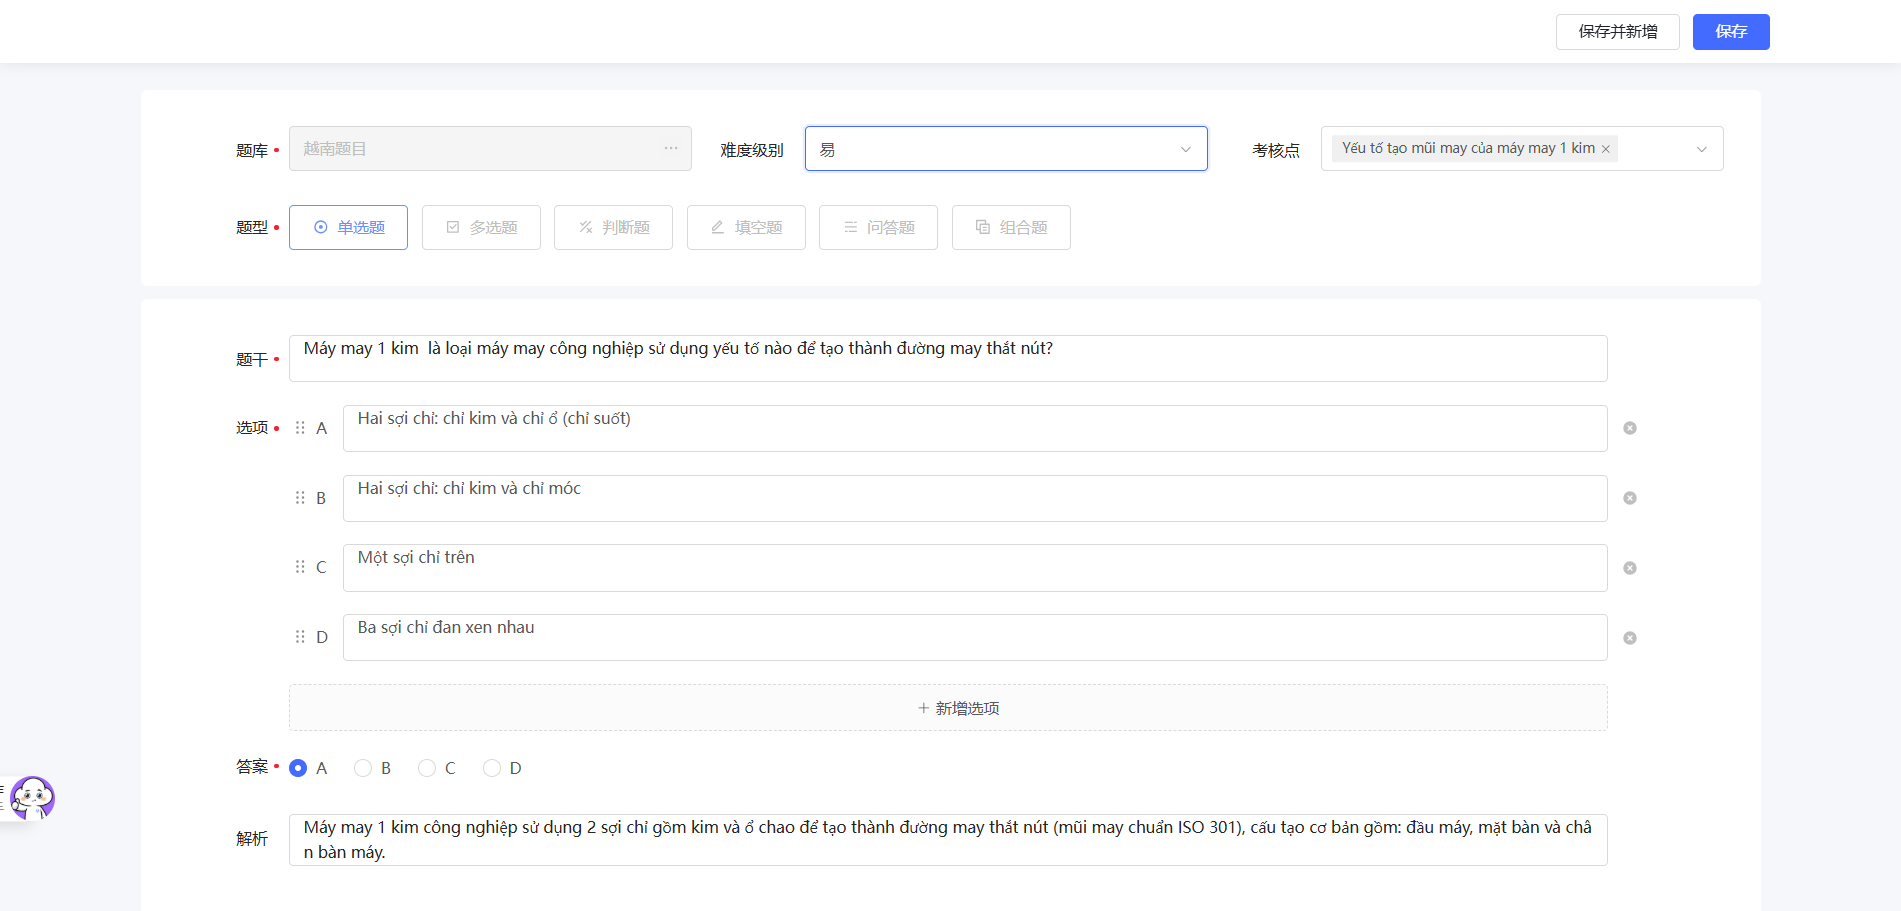 保存并新增
保存
题库
越南题目
难度级别
易
考核点
Yếu tố tạo mũi may của máy may 1 kim
题型
单选题
多选题
判断题
填空题
问答题
组合题
题干
Máy may 1 kim  là loại máy may công nghiệp sử dụng yếu tố nào để tạo thành đường may thắt nút?
选项
A
Hai sợi chỉ: chỉ kim và chỉ ổ (chỉ suốt)
B
Hai sợi chỉ: chỉ kim và chỉ móc
C
Một sợi chỉ trên
D
Ba sợi chỉ đan xen nhau
+ 新增选项
答案
A
B
C
D
解析
Máy may 1 kim công nghiệp sử dụng 2 sợi chỉ gồm kim và ổ chao để tạo thành đường may thắt nút (mũi may chuẩn ISO 301), cấu tạo cơ bản gồm: đầu máy, mặt bàn và châ
n bàn máy.